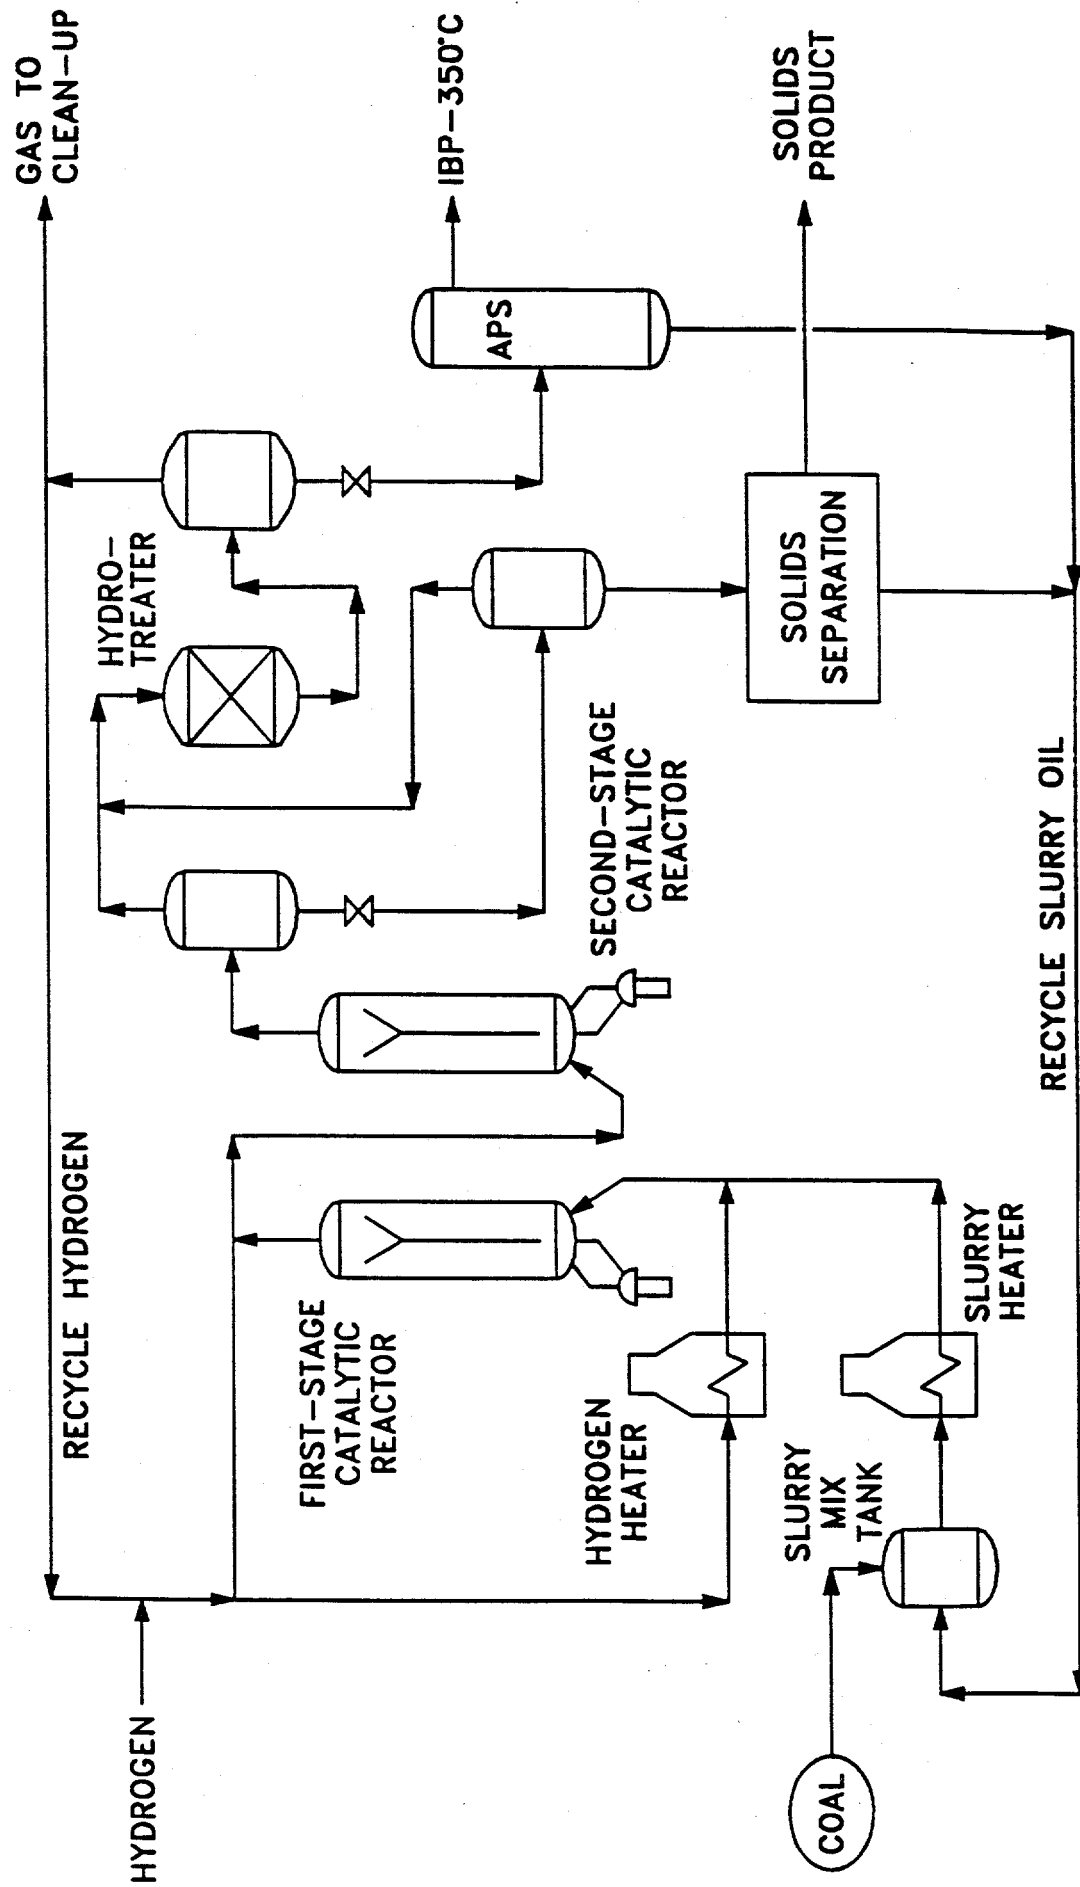 GAS TO
CLEAN-UP
RECYCLE HYDROGEN
HYDROGEN
HYDRO-
TREATER
IBP-350°C
APS
FIRST-STAGE
CATALYTIC
REACTOR
SECOND-STAGE
CATALYTIC
REACTOR
HYDROGEN
HEATER
SOLIDS
SEPARATION
SOLIDS
PRODUCT
SLURRY
MIX
TANK
SLURRY
HEATER
COAL
RECYCLE SLURRY OIL